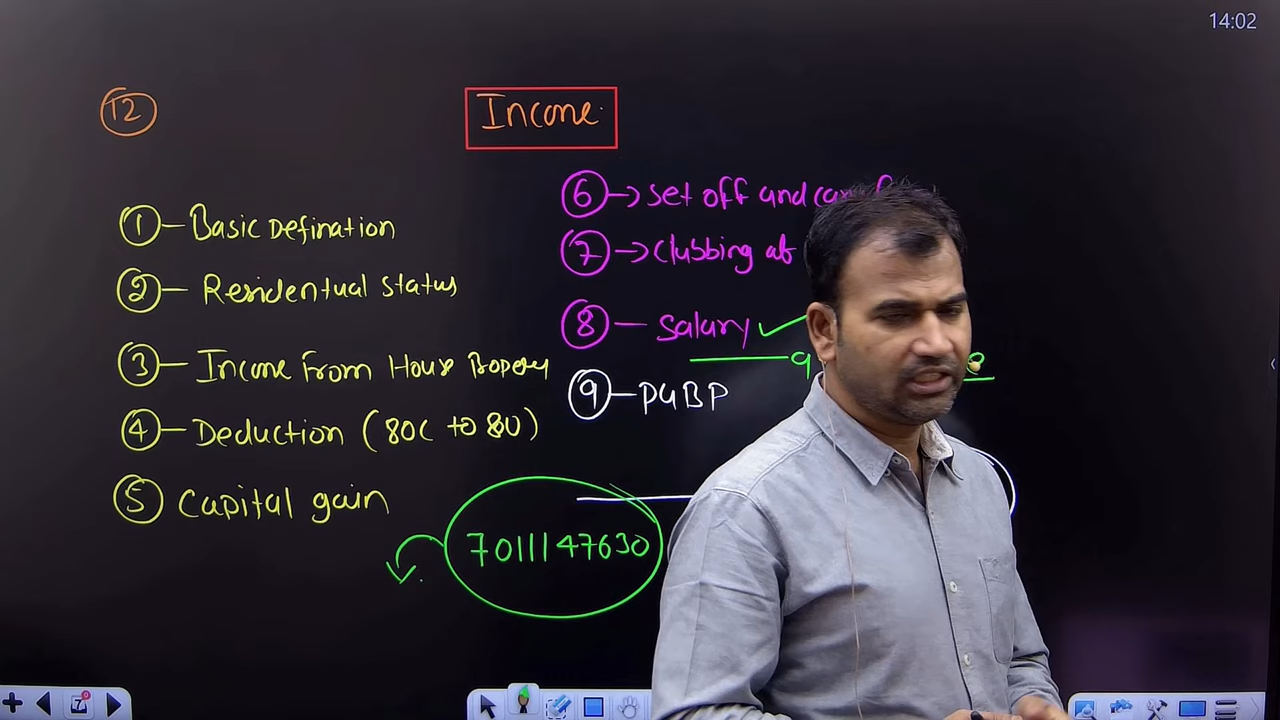 14:02
12
Income
1 - Basic Defination
2 - Residentual status
3 - Income From House
4 - Deduction (80C to 80U)
5 Capital gain
6 → Set off and
7 → Clubbing of
8 - Salary
9 - PGBP
7011147630